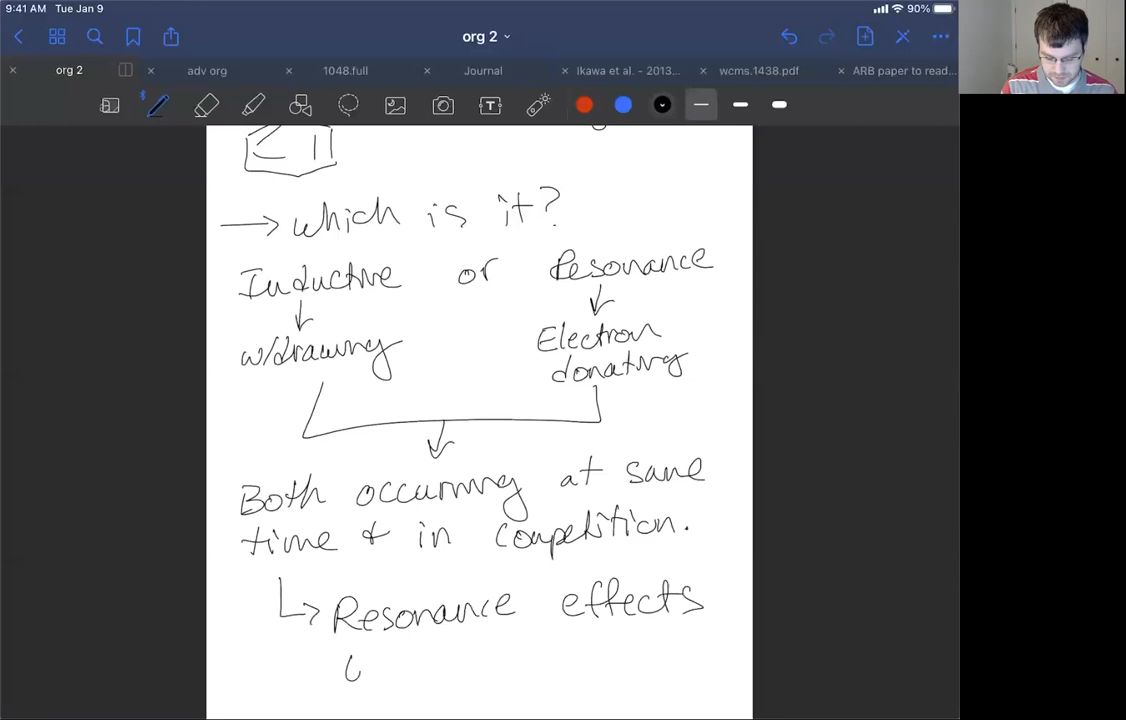 9:41 AM Tue Jan 9
90%
org 2
org 2
adv org
1048.full
Journal
Ikawa et al. - 2013...
wcms.1438.pdf
ARB paper to read...
T
→ which is it?
Inductive or Resonance
w/drawing
Electron
donating
Both occurring at same
time & in competition.
Resonance effects